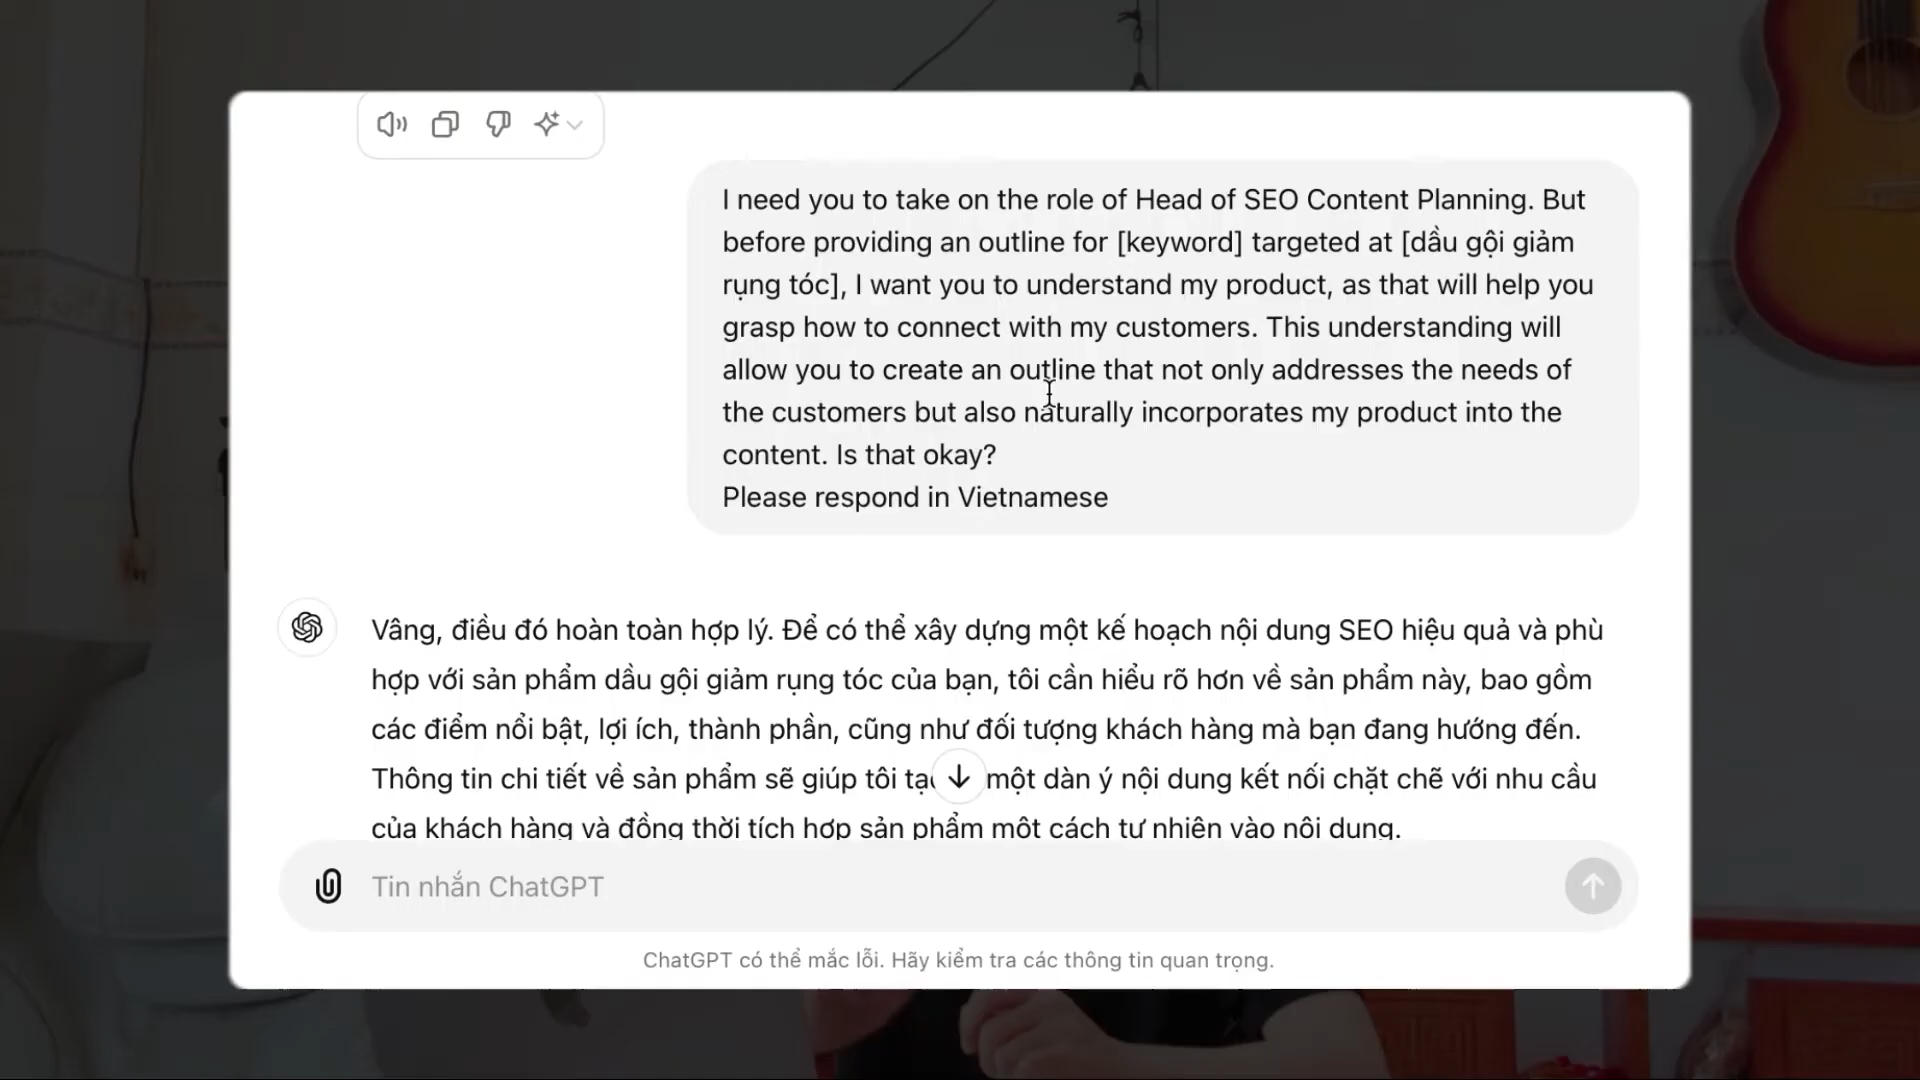 I need you to take on the role of Head of SEO Content Planning. But
before providing an outline for [keyword] targeted at [dầu gội giảm
rụng tóc], I want you to understand my product, as that will help you
grasp how to connect with my customers. This understanding will
allow you to create an outline that not only addresses the needs of
the customers but also naturally incorporates my product into the
content. Is that okay?
Please respond in Vietnamese
Vâng, điều đó hoàn toàn hợp lý. Để có thể xây dựng một kế hoạch nội dung SEO hiệu quả và phù
hợp với sản phẩm dầu gội giảm rụng tóc của bạn, tôi cần hiểu rõ hơn về sản phẩm này, bao gồm
các điểm nổi bật, lợi ích, thành phần, cũng như đối tượng khách hàng mà bạn đang hướng đến.
Thông tin chi tiết về sản phẩm sẽ giúp tôi một dàn ý nội dung kết nối chặt chẽ với nhu cầu
của khách hàng và đồng thời tích hợp sản phẩm một cách tự nhiên vào nội dung.
Tin nhắn ChatGPT
ChatGPT có thể mắc lỗi. Hãy kiểm tra các thông tin quan trọng.